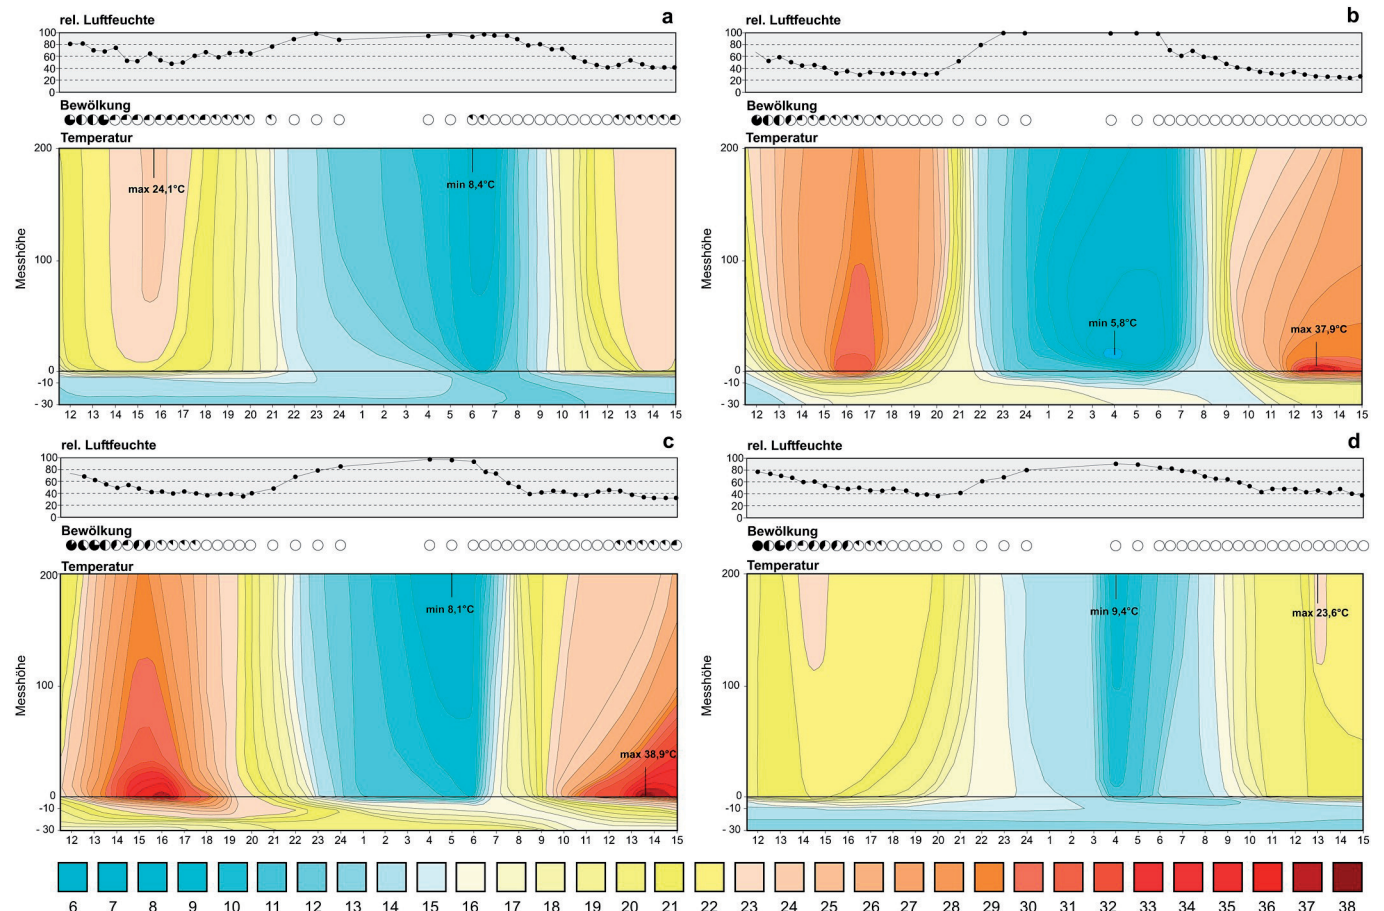 rel. Luftfeuchte a
100
80
60
40
20
0
Bewölkung
Temperatur
200
100
0
-10
- 30
Messhöhe
max 24,1°C
min 8,4°C
12 13 14 15 16 17 18 19 20 21 22 23 24 1 2 3 4 5 6 7 8 9 10 11 12 13 14 15
rel. Luftfeuchte b
100
80
60
40
20
0
Bewölkung
Temperatur
200
100
0
-10
- 30
Messhöhe
min 5,8°C
max 37,9°C
12 13 14 15 16 17 18 19 20 21 22 23 24 1 2 3 4 5 6 7 8 9 10 11 12 13 14 15
rel. Luftfeuchte c
100
80
60
40
20
0
Bewölkung
Temperatur
200
100
0
-10
- 30
Messhöhe
min 8,1°C
max 38,9°C
12 13 14 15 16 17 18 19 20 21 22 23 24 1 2 3 4 5 6 7 8 9 10 11 12 13 14 15
rel. Luftfeuchte d
100
80
60
40
20
0
Bewölkung
Temperatur
200
100
0
-10
- 30
Messhöhe
min 9,4°C
max 23,6°C
12 13 14 15 16 17 18 19 20 21 22 23 24 1 2 3 4 5 6 7 8 9 10 11 12 13 14 15
6 7 8 9 10 11 12 13 14 15 16 17 18 19 20 21 22 23 24 25 26 27 28 29 30 31 32 33 34 35 36 37 38